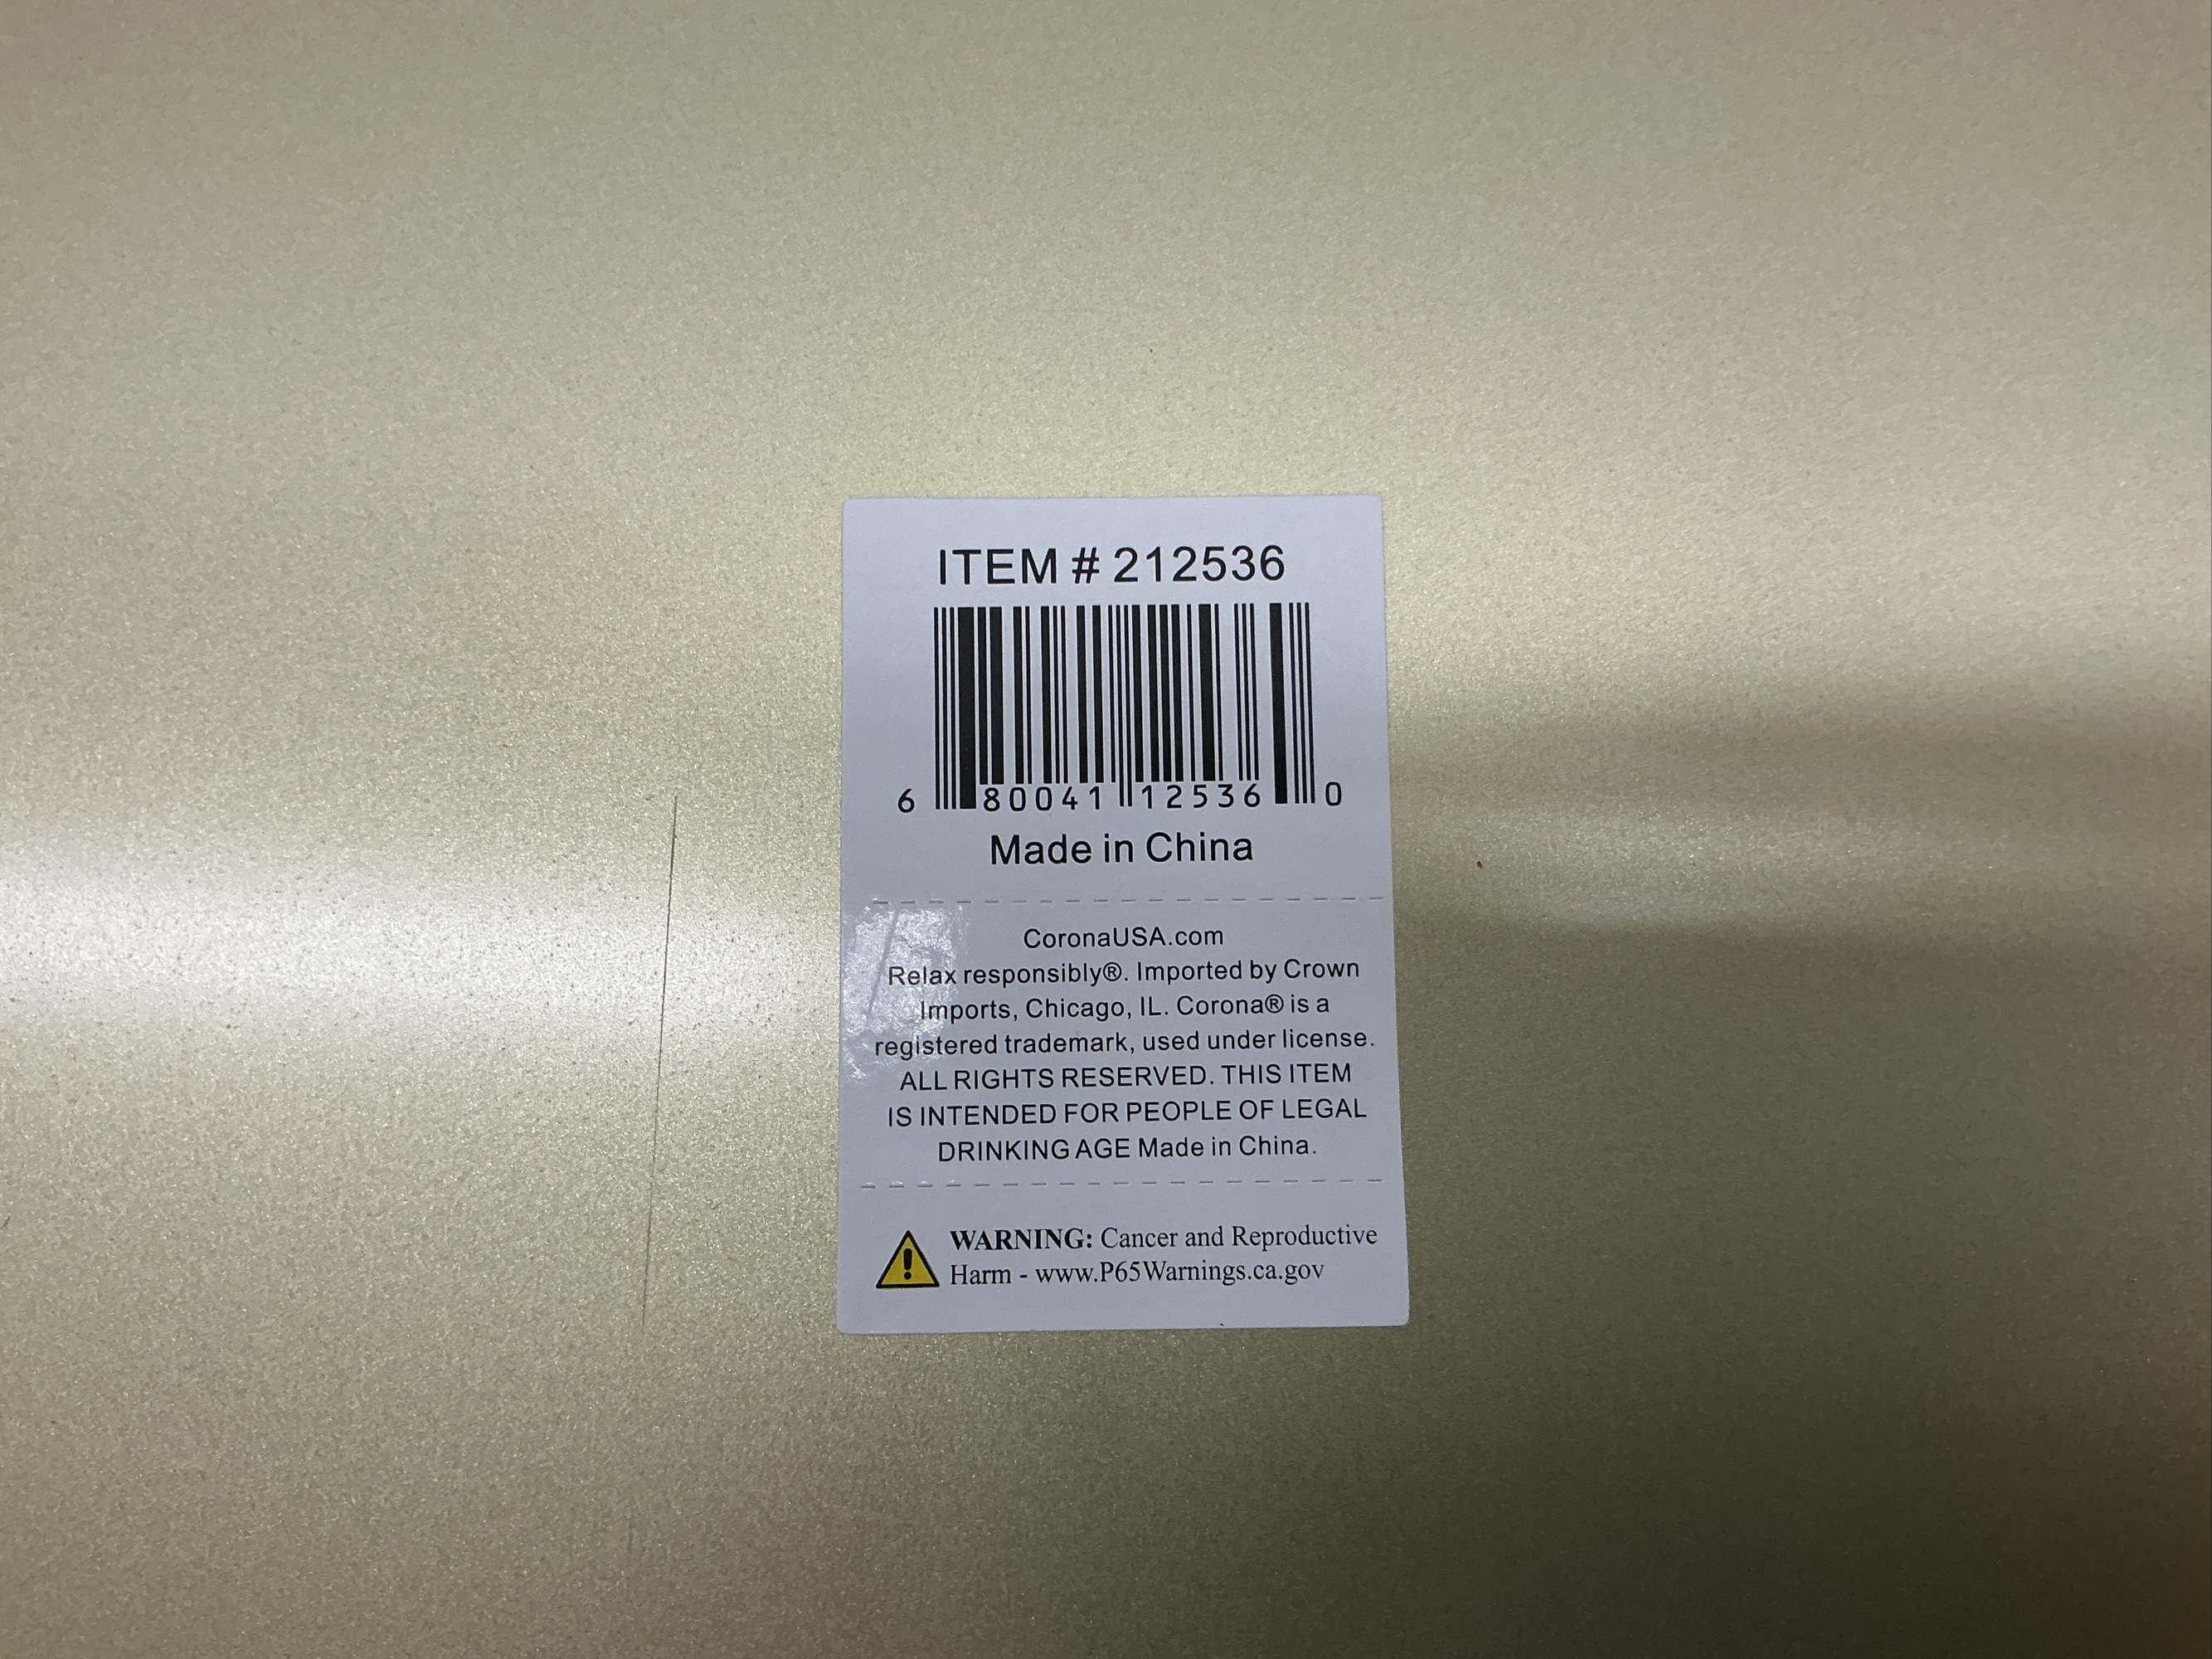 ITEM # 212536
6 80041 12536 0
Made in China
CoronaUSA.com
Relax responsibly®. Imported by Crown
Imports, Chicago, IL. Corona® is a
registered trademark, used under license.
ALL RIGHTS RESERVED. THIS ITEM
IS INTENDED FOR PEOPLE OF LEGAL
DRINKING AGE Made in China.
WARNING: Cancer and Reproductive
Harm - www.P65Warnings.ca.gov